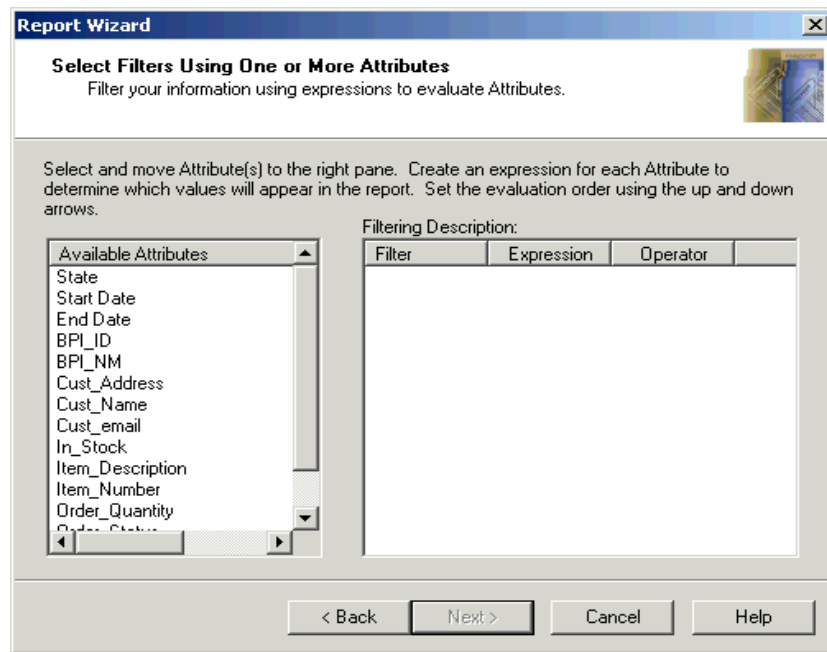 Report Wizard
Select Filters Using One or More Attributes
Filter your information using expressions to evaluate Attributes.
Select and move Attribute(s) to the right pane. Create an expression for each Attribute to
determine which values will appear in the report. Set the evaluation order using the up and down
arrows.
Filtering Description:
Available Attributes
Filter Expression Operator
State
Start Date
End Date
BPI_ID
BPI_NM
Cust_Address
Cust_Name
Cust_email
In_Stock
Item_Description
Item_Number
Order_Quantity
Order_Status
< Back Next > Cancel Help